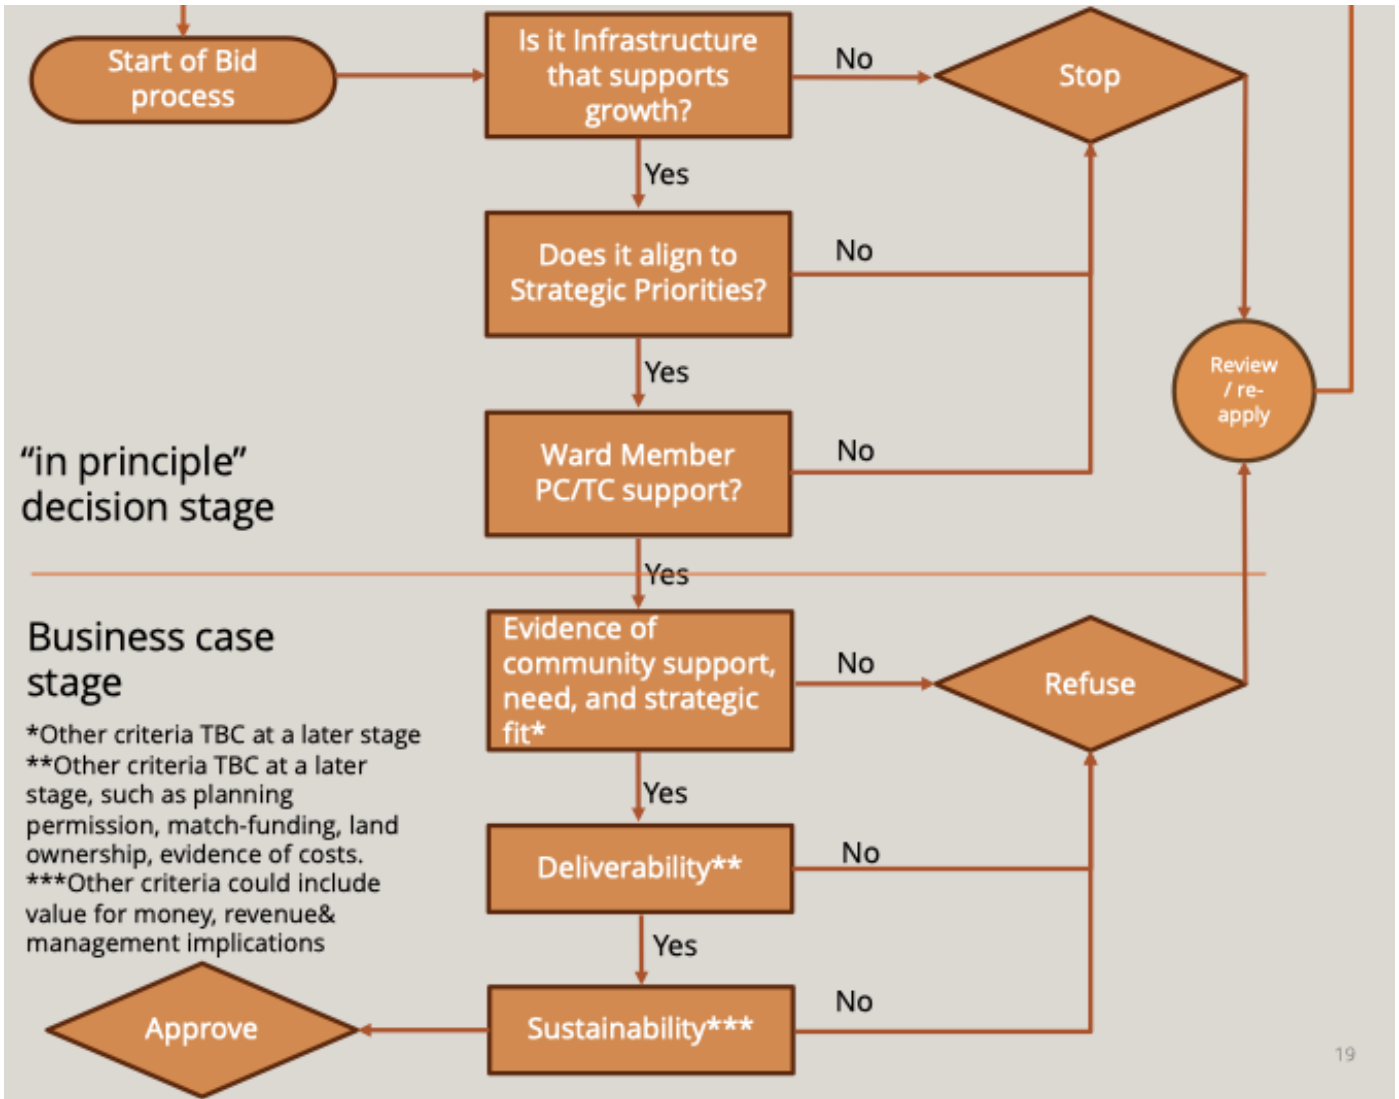 Start of Bid
process
Is it Infrastructure
that supports
growth?
No
Stop
Yes
Does it align to
Strategic Priorities?
No
Yes
Review
/ re-
apply
"in principle"
decision stage
Ward Member
PC/TC support?
No
Yes
Business case
stage
Evidence of
community support,
need, and strategic
fit*
No
Refuse
*Other criteria TBC at a later stage
**Other criteria TBC at a later
stage, such as planning
permission, match-funding, land
ownership, evidence of costs.
***Other criteria could include
value for money, revenue&
management implications
Yes
Deliverability**
No
Yes
Approve
Sustainability***
No
19